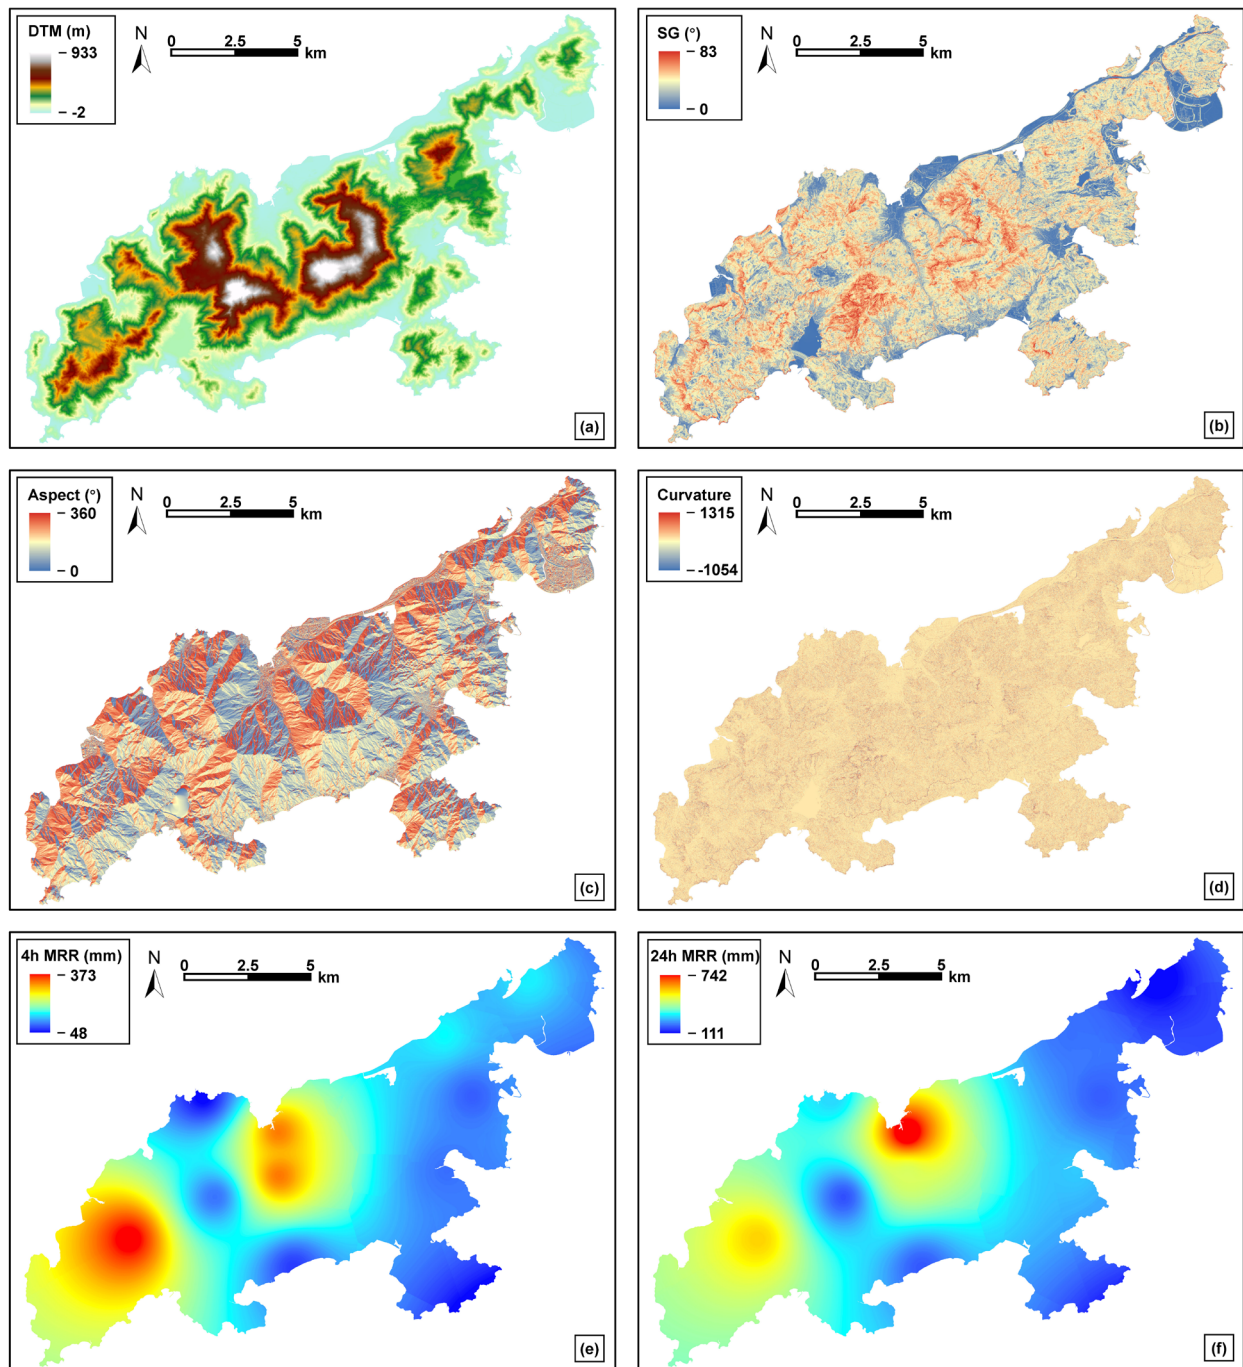 DTM (m)
933
-2
N
0 2.5 5
km
(a)
SG (°)
83
0
N
0 2.5 5
km
(b)
Aspect (°)
360
0
N
0 2.5 5
km
(c)
Curvature
1315
-1054
N
0 2.5 5
km
(d)
4h MRR (mm)
373
48
N
0 2.5 5
km
(e)
24h MRR (mm)
742
111
N
0 2.5 5
km
(f)